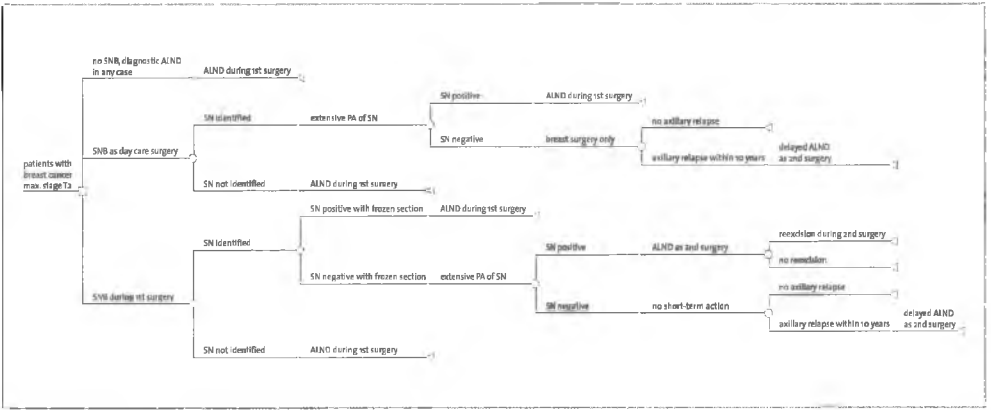 no SNB, diagnostic ALND
in any case
ALND during 1st surgery
SN positive
ALND during 1st surgery
SN identified
extensive PA of SN
no axillary relapse
SN negative
breast surgery only
SNB as day care surgery
delayed ALND
as 2nd surgery
axillary relapse within 10 years
patients with
breast cancer
max. stage T2
SN not identified
ALND during 1st surgery
SN positive with frozen section
ALND during 1st surgery
reexcision during 2nd surgery
SN identified
SN positive
ALND as 2nd surgery
no reexcision
SN negative with frozen section
extensive PA of SN
no axillary relapse
SNB during 1st surgery
SN negative
no short-term action
delayed ALND
as 2nd surgery
axillary relapse within 10 years
SN not identified
ALND during 1st surgery